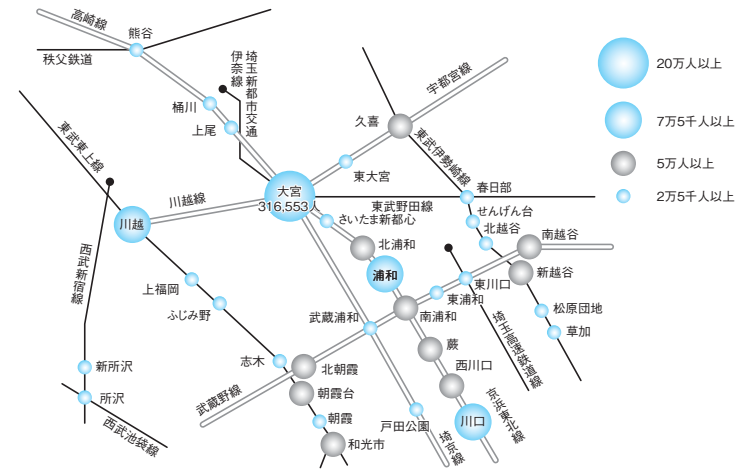 高崎線
熊谷
秩父鉄道
埼玉新都市交通
伊奈線
宇都宮線
20万人以上
桶川
上尾
久喜
7万5千人以上
東武東上線
東武伊勢崎線
東大宮
5万人以上
大宮
316,553人
春日部
2万5千人以上
川越線
東武野田線
せんげん台
川越
さいたま新都心
北越谷
南越谷
北浦和
西武新宿線
浦和
新越谷
東川口
上福岡
東浦和
ふじみ野
武蔵浦和
南浦和
松原団地
埼玉高速鉄道線
草加
蕨
志木
北朝霞
新所沢
西川口
朝霞台
所沢
武蔵野線
京浜東北線
朝霞
戸田公園
川口
西武池袋線
和光市
埼京線